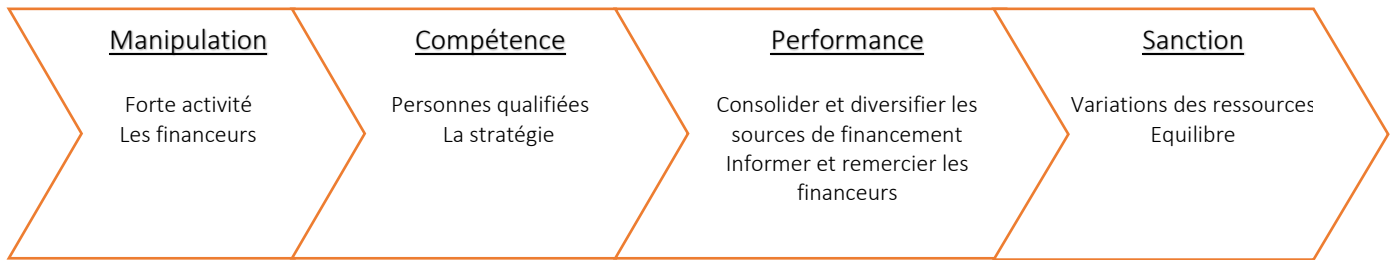 Manipulation
Forte activité
Les financeurs
Compétence
Personnes qualifiées
La stratégie
Performance
Consolider et diversifier les
sources de financement
Informer et remercier les
financeurs
Sanction
Variations des ressources
Equilibre